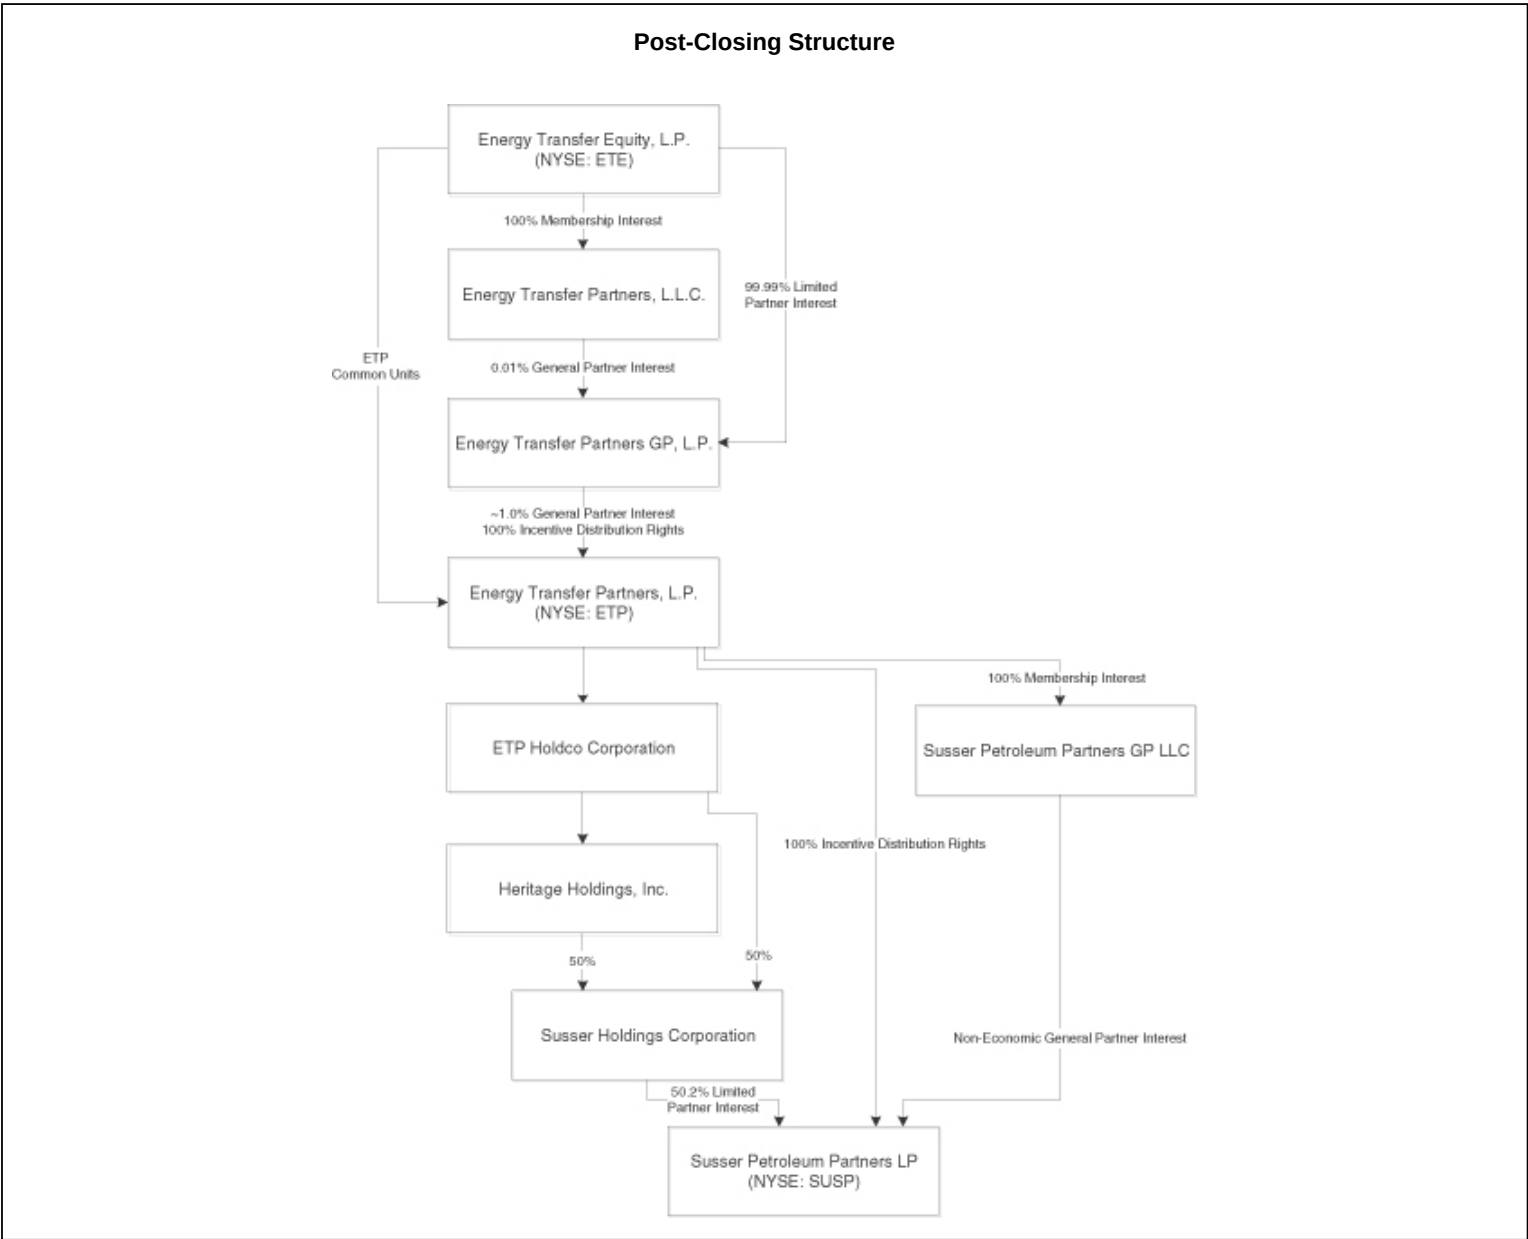 Post-Closing Structure
Energy Transfer Equity, L.P.
(NYSE: ETE)
100% Membership Interest
Energy Transfer Partners, L.L.C.
99.99% Limited
Partner Interest
ETP
Common Units
0.01% General Partner Interest
Energy Transfer Partners GP, L.P.
~1.0% General Partner Interest
100% Incentive Distribution Rights
Energy Transfer Partners, L.P.
(NYSE: ETP)
100% Membership Interest
ETP Holdco Corporation
Susser Petroleum Partners GP LLC
100% Incentive Distribution Rights
Heritage Holdings, Inc.
50%
50%
Susser Holdings Corporation
Non-Economic General Partner Interest
50.2% Limited
Partner Interest
Susser Petroleum Partners LP
(NYSE: SUSP)